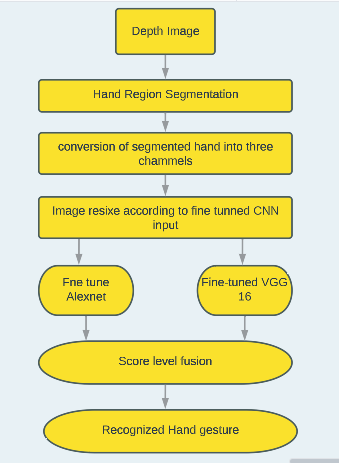 Depth Image
Hand Region Segmentation
conversion of segmented hand into three
chammels
Image resixe according to fine tunned CNN
input
Fne tune
Alexnet
Fine-tuned VGG
16
Score level fusion
Recognized Hand gesture